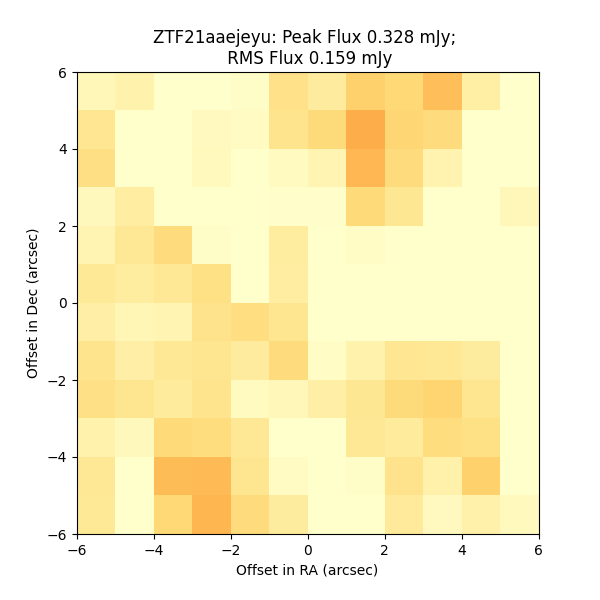 ZTF21aaejeyu: Peak Flux 0.328 mJy;
RMS Flux 0.159 mJy
6
4
2
0
−2
−4
−6
Offset in Dec (arcsec)
−6 −4 −2 0 2 4 6
Offset in RA (arcsec)